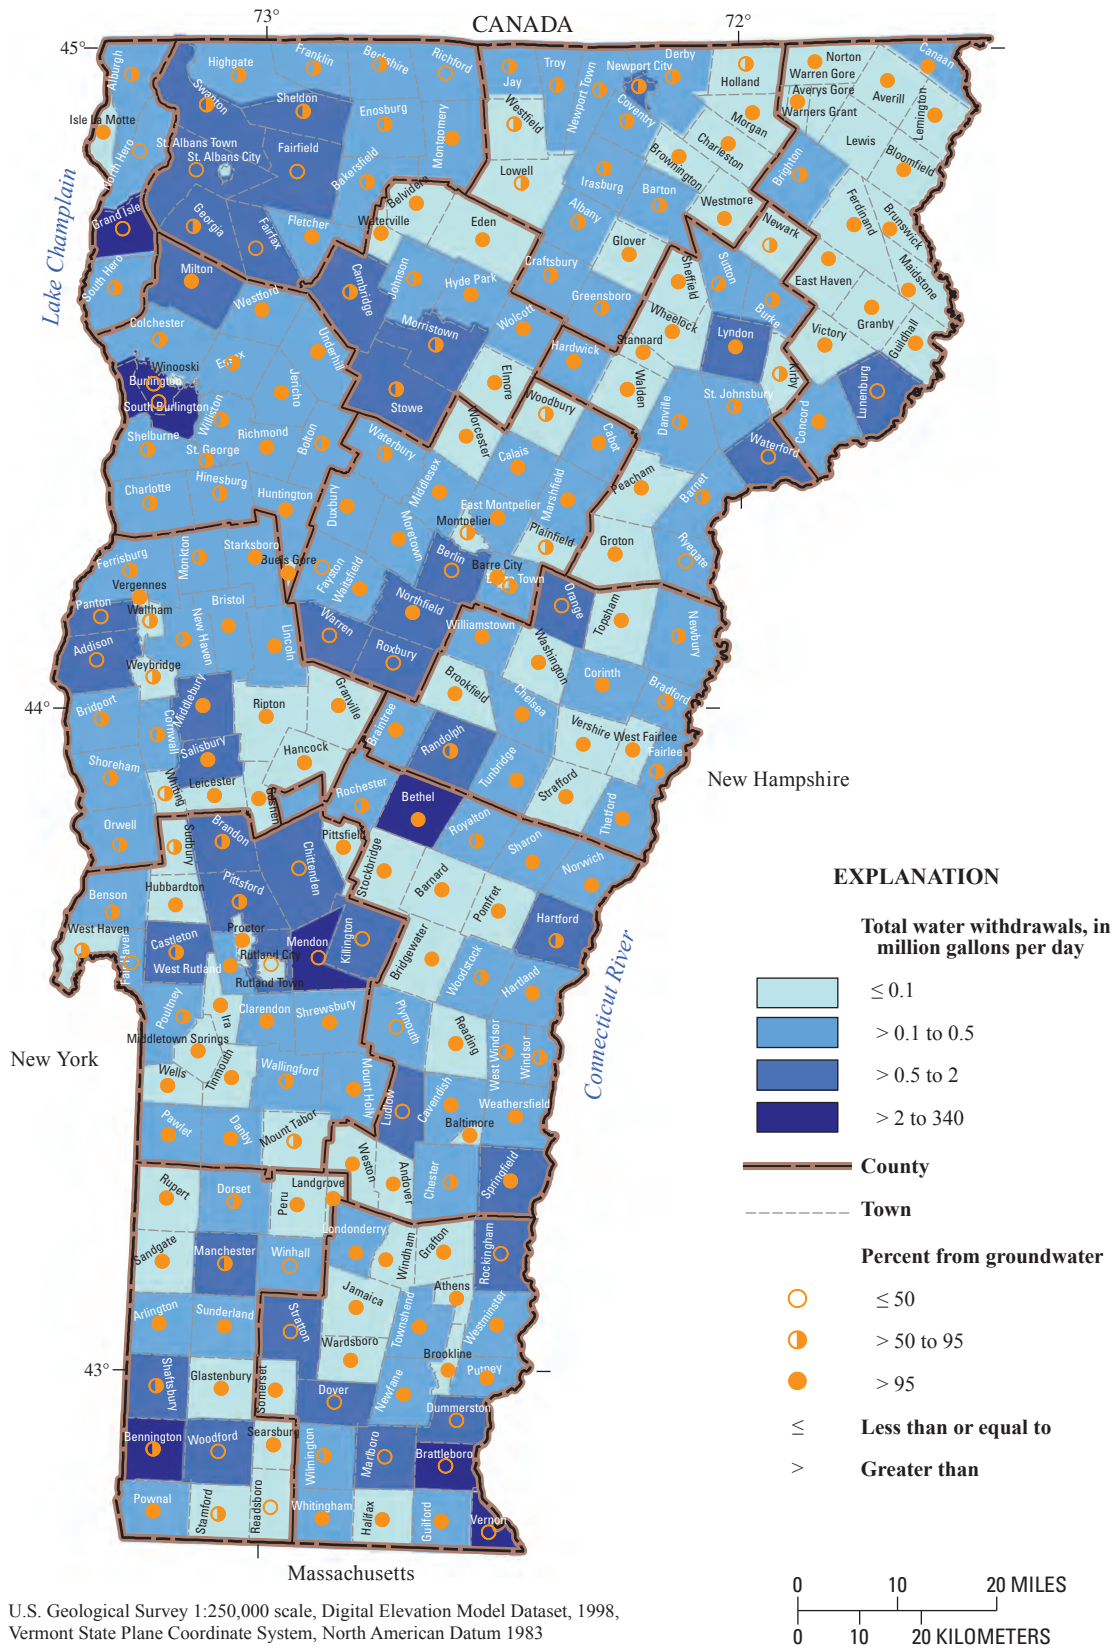 73°
CANADA
72°
45°
Alburgh
Highgate
Franklin
Berkshire
Richford
Jay
Troy
Newport Town
Newport City
Derby
Holland
Norton
Warren Gore
Averys Gore
Warners Grant
Averill
Canaan
Lemington
Isle La Motte
North Hero
Swanton
Sheldon
Enosburg
Montgomery
Westfield
Coventry
Morgan
Charleston
Brownington
Lewis
Bloomfield
St. Albans Town
St. Albans City
Fairfield
Bakersfield
Lowell
Irasburg
Barton
Brighton
Westmore
Ferdinand
Brunswick
Lake Champlain
Grand Isle
Georgia
Fairfax
Fletcher
Belvidere
Waterville
Eden
Albany
Glover
Newark
Maidstone
South Hero
Milton
Westford
Cambridge
Johnson
Hyde Park
Craftsbury
Greensboro
Sheffield
Sutton
Burke
East Haven
Granby
Guildhall
Victory
Colchester
Essex
Underhill
Morristown
Wolcott
Hardwick
Stannard
Wheelock
Lyndon
Winooski
Burlington
South Burlington
Williston
Jericho
Stowe
Elmore
Woodbury
Walden
Danville
St. Johnsbury
Kirby
Concord
Lunenburg
Waterford
Shelburne
St. George
Richmond
Bolton
Waterbury
Worcester
Calais
Cabot
Peacham
Barnet
Charlotte
Hinesburg
Huntington
Duxbury
Middlesex
East Montpelier
Montpelier
Marshfield
Plainfield
Groton
Ryegate
Ferrisburg
Monkton
Starksboro
Buels Gore
Fayston
Waitsfield
Moretown
Berlin
Barre City
Barre Town
Orange
Topsham
Newbury
Vergennes
Panton
Waltham
Bristol
New Haven
Lincoln
Warren
Northfield
Roxbury
Williamstown
Washington
Corinth
Bradford
Addison
Weybridge
44°
Bridport
Cornwall
Middlebury
Ripton
Granville
Braintree
Brookfield
Randolph
Chelsea
Vershire
West Fairlee
Fairlee
Salisbury
Hancock
Tunbridge
Strafford
Thetford
Shoreham
Whiting
Leicester
Goshen
Rochester
Bethel
Royalton
Sharon
Norwich
New Hampshire
Orwell
Sudbury
Brandon
Chittenden
Pittsfield
Stockbridge
Barnard
Pomfret
Hartford
Benson
Hubbardton
Pittsford
West Haven
Fair Haven
Castleton
Proctor
Rutland City
West Rutland
Rutland Town
Mendon
Killington
Bridgewater
Woodstock
Hartland
Poultney
Ira
Clarendon
Shrewsbury
Plymouth
Reading
West Windsor
Windsor
Connecticut River
New York
Middletown Springs
Wells
Tinmouth
Wallingford
Mount Holly
Ludlow
Cavendish
Weathersfield
Baltimore
Pawlet
Danby
Mount Tabor
Weston
Andover
Chester
Springfield
Rupert
Dorset
Peru
Landgrove
Londonderry
Windham
Grafton
Rockingham
Sandgate
Manchester
Winhall
Jamaica
Athens
Arlington
Sunderland
Stratton
Wardsboro
Townshend
Westminster
Brookline
43°
Shaftsbury
Glastenbury
Somerset
Dover
Newfane
Putney
Dummerston
Bennington
Woodford
Searsburg
Wilmington
Marlboro
Brattleboro
Pownal
Stamford
Readsboro
Whitingham
Halifax
Guilford
Vernon
Massachusetts
EXPLANATION
Total water withdrawals, in
million gallons per day
≤ 0.1
> 0.1 to 0.5
> 0.5 to 2
> 2 to 340
County
Town
Percent from groundwater
≤ 50
> 50 to 95
> 95
≤ Less than or equal to
> Greater than
0 10 20 MILES
0 10 20 KILOMETERS
U.S. Geological Survey 1:250,000 scale, Digital Elevation Model Dataset, 1998,
Vermont State Plane Coordinate System, North American Datum 1983